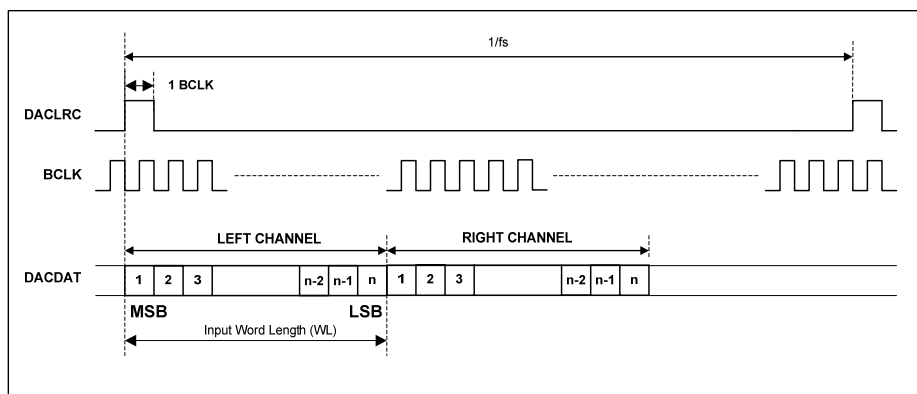 1/fs
1 BCLK
DACLRC
BCLK
LEFT CHANNEL RIGHT CHANNEL
DACDAT 1 2 3 n-2 n-1 n 1 2 3 n-2 n-1 n
MSB LSB
Input Word Length (WL)